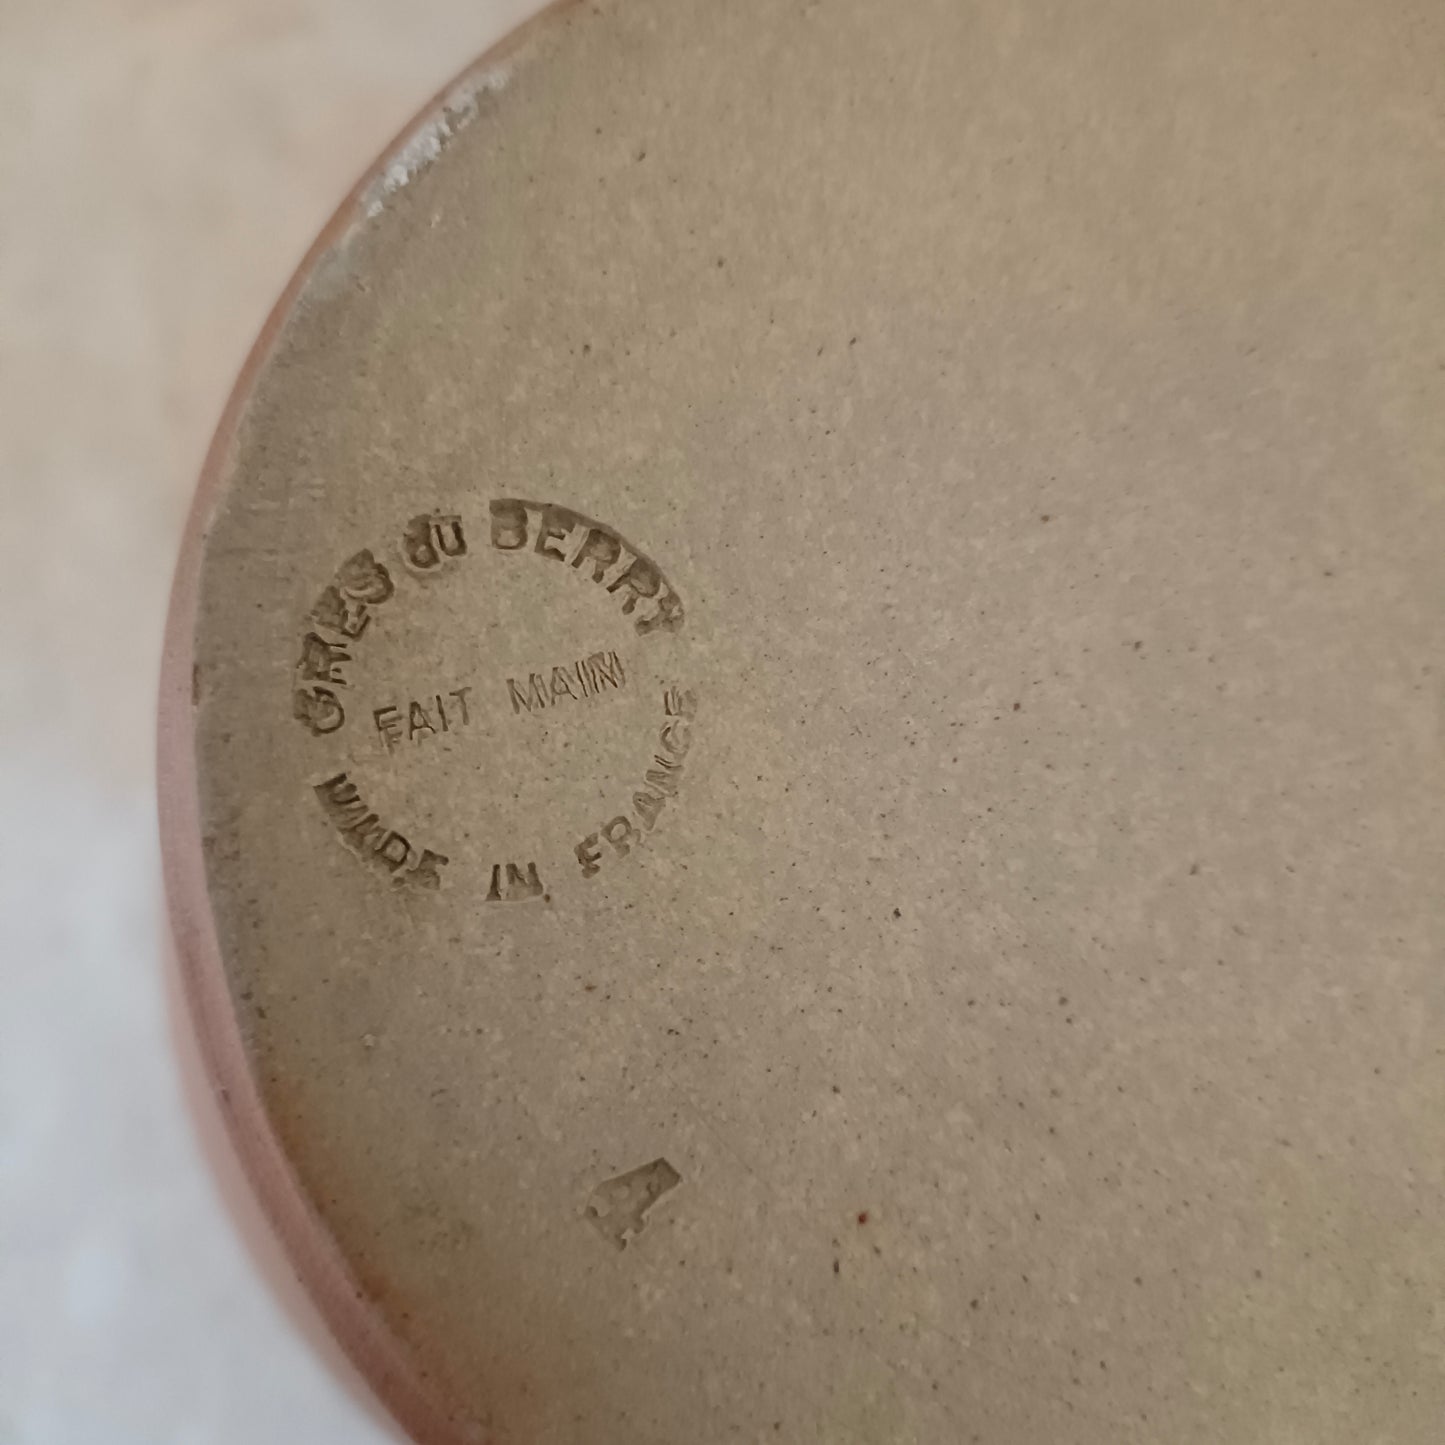 GRES du BERRY
FAIT MAIN
MADE IN FRANCE
A